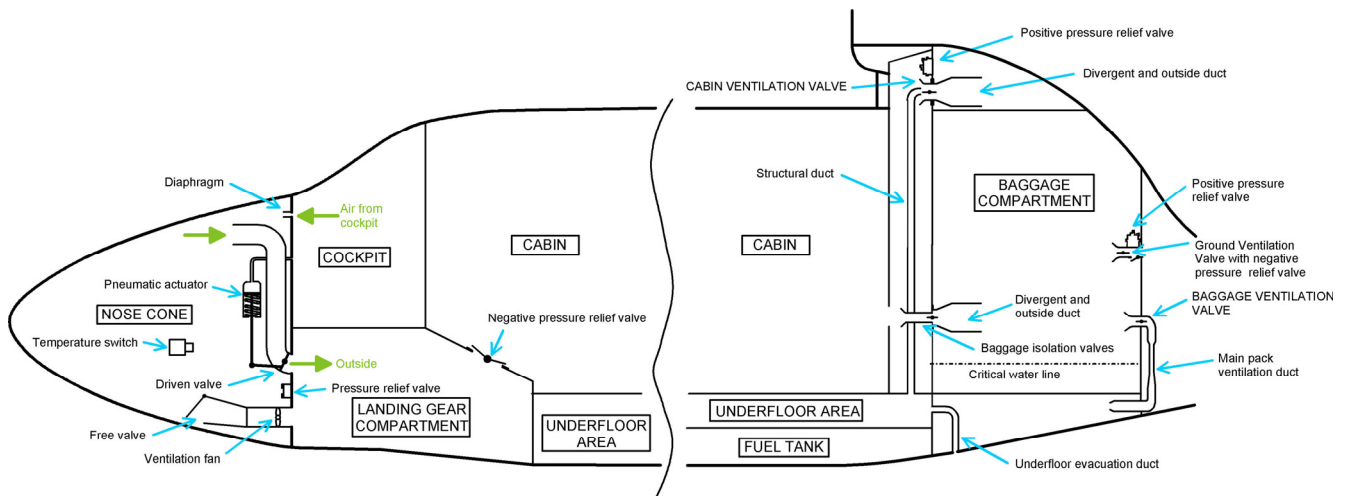 Positive pressure relief valve
CABIN VENTILATION VALVE
Divergent and outside duct
Diaphragm
Air from
cockpit
Structural duct
BAGGAGE
COMPARTMENT
Positive pressure
relief valve
COCKPIT
CABIN
CABIN
Ground Ventilation
Valve with negative
pressure relief valve
Pneumatic actuator
NOSE CONE
Temperature switch
Negative pressure relief valve
Divergent and
outside duct
BAGGAGE VENTILATION
VALVE
Baggage isolation valves
Outside
Driven valve
Critical water line
Main pack
ventilation duct
Pressure relief valve
LANDING GEAR
COMPARTMENT
UNDERFLOOR AREA
Free valve
UNDERFLOOR
AREA
FUEL TANK
Ventilation fan
Underfloor evacuation duct